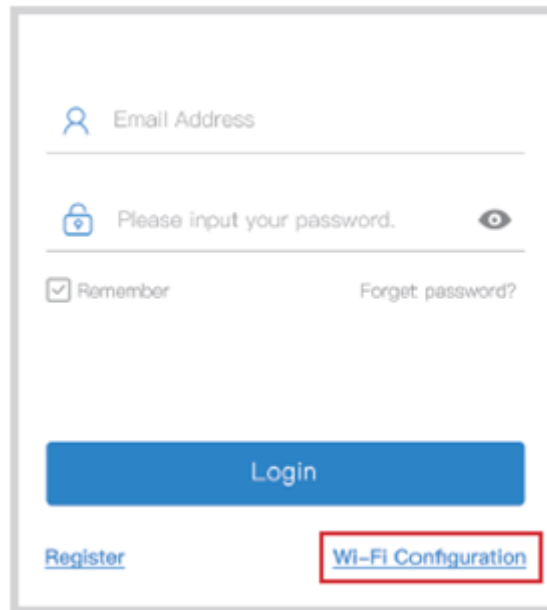 Email Address
Please input your password.
Remember Forget password?
Login
Register Wi-Fi Configuration